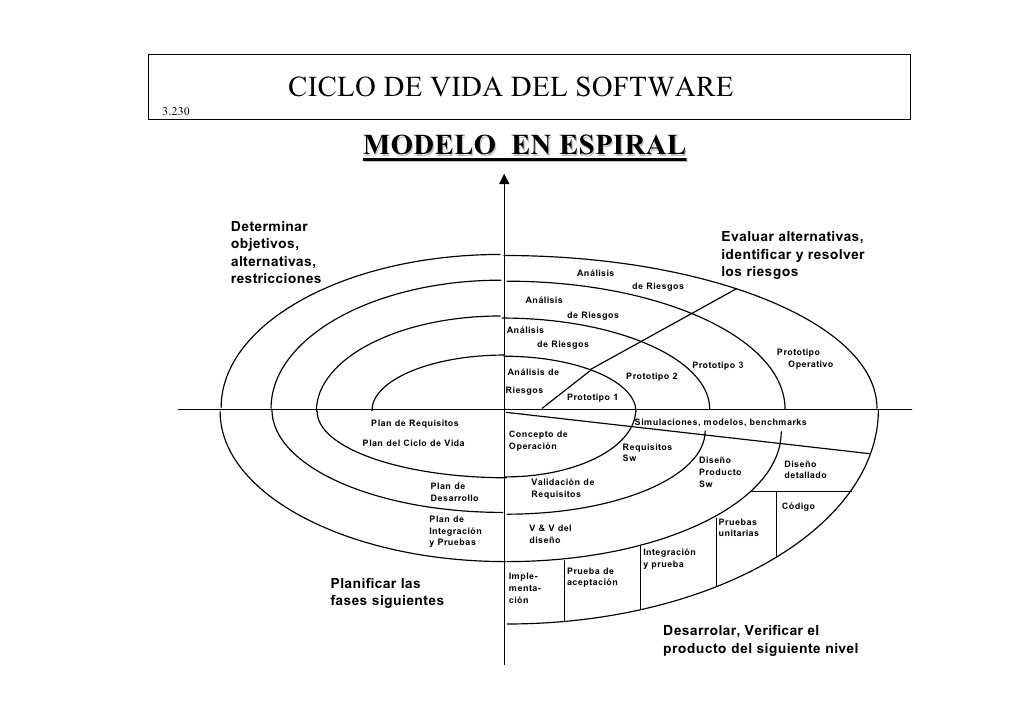 CICLO DE VIDA DEL SOFTWARE
3.230
MODELO EN ESPIRAL
Determinar
objetivos,
alternativas,
restricciones
Evaluar alternativas,
identificar y resolver
los riesgos
Análisis
de Riesgos
Análisis
de Riesgos
Análisis
de Riesgos
Análisis de
Riesgos
Prototipo 1
Prototipo 2
Prototipo 3
Prototipo
Operativo
Simulaciones, modelos, benchmarks
Plan de Requisitos
Plan del Ciclo de Vida
Concepto de
Operación
Requisitos
Sw
Diseño
Producto
Sw
Diseño
detallado
Plan de
Desarrollo
Validación de
Requisitos
Código
Plan de
Integración
y Pruebas
V & V del
diseño
Pruebas
unitarias
Integración
y prueba
Prueba de
aceptación
Imple-
menta-
ción
Planificar las
fases siguientes
Desarrolar, Verificar el
producto del siguiente nivel